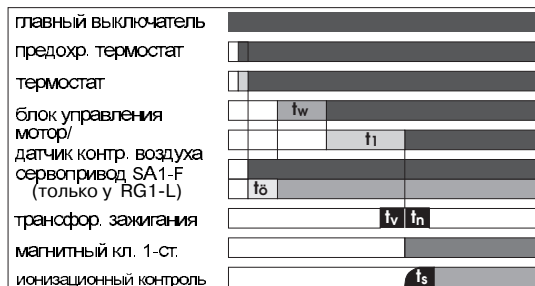 главный выключатель
предохр. термостат
термостат
блок управления
tw
мотор/
t1
датчик контр. воздуха
сервопривод SA1-F
(только у RG1-L)
tö
трансфор. зажигания
tv tn
магнитный кл. 1-ст.
ионизационный контроль
ts